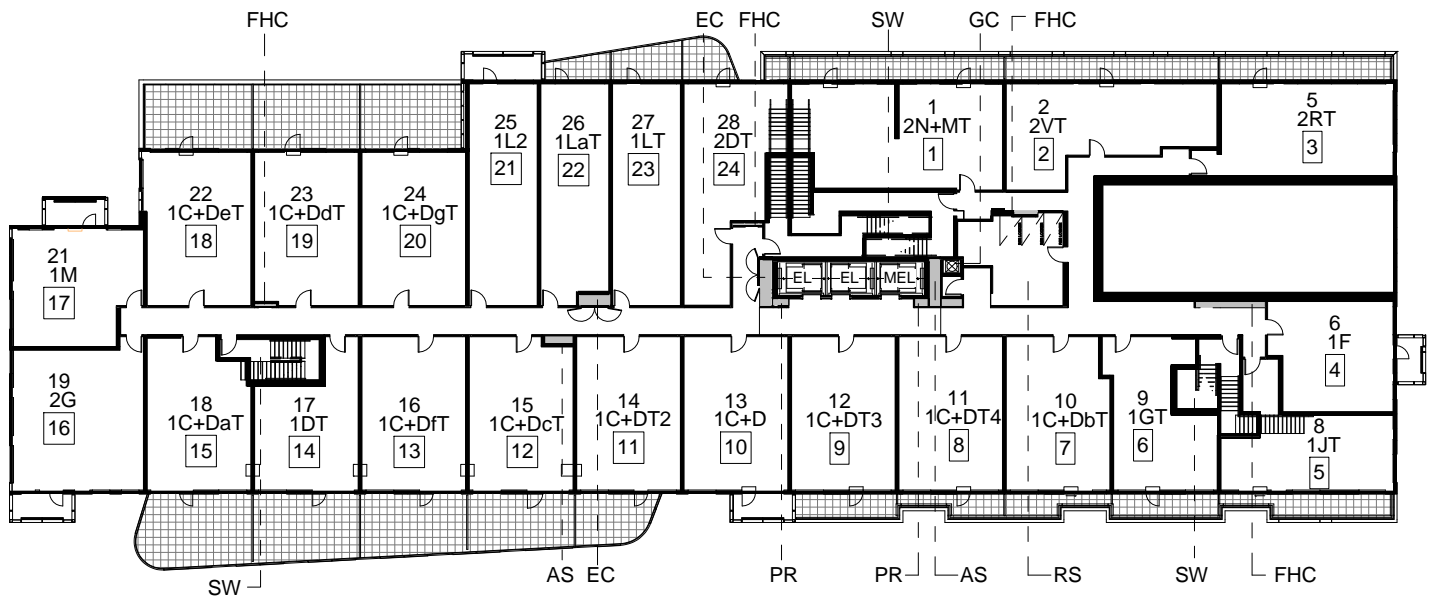 FHC
EC
FHC
SW
GC
FHC
25
1L2
21
26
1LaT
22
27
1LT
23
28
2DT
24
1
2N+MT
1
2
2VT
2
5
2RT
3
22
1C+DeT
18
23
1C+DdT
19
24
1C+DgT
20
21
1M
17
EL
EL
MEL
6
1F
4
19
2G
16
18
1C+DaT
15
17
1DT
14
16
1C+DfT
13
15
1C+DcT
12
14
1C+DT2
11
13
1C+D
10
12
1C+DT3
9
11
1C+DT4
8
10
1C+DbT
7
9
1GT
6
8
1JT
5
SW
AS
EC
PR
PR
AS
RS
SW
FHC